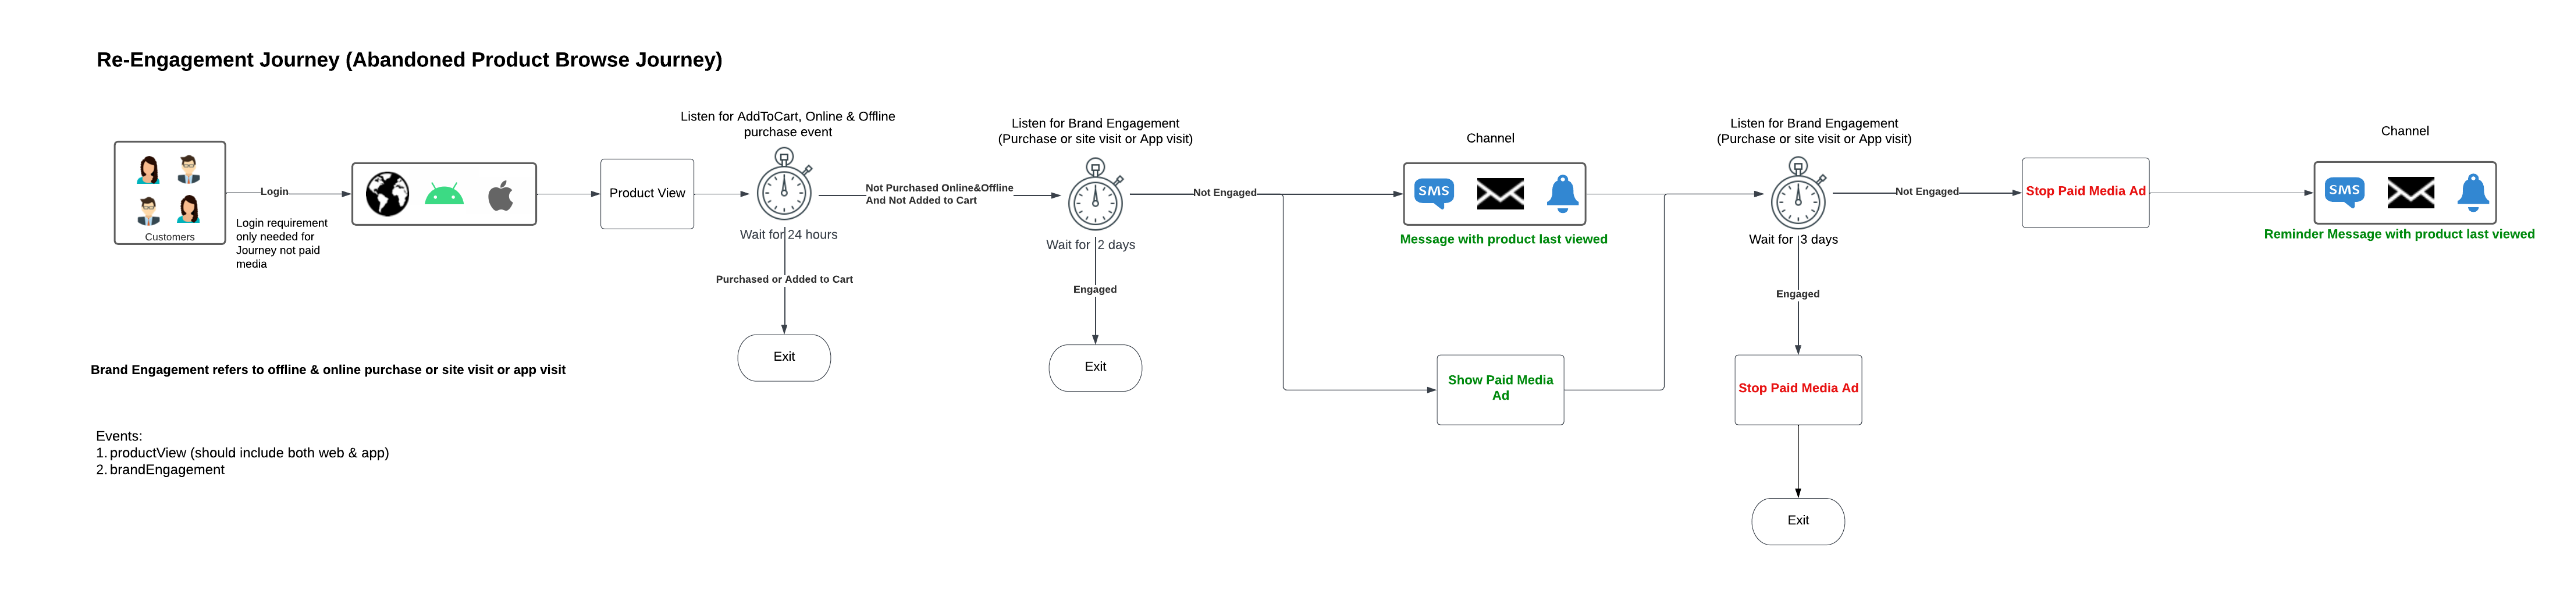 Re-Engagement Journey (Abandoned Product Browse Journey)
Customers
Login
Login requirement
only needed for
Journey not paid
media
Product View
Listen for AddToCart, Online & Offline
purchase event
Wait for 24 hours
Purchased or Added to Cart
Exit
Not Purchased Online&Offline
And Not Added to Cart
Listen for Brand Engagement
(Purchase or site visit or App visit)
Wait for 2 days
Engaged
Exit
Not Engaged
Channel
SMS
Message with product last viewed
Show Paid Media
Ad
Listen for Brand Engagement
(Purchase or site visit or App visit)
Wait for 3 days
Engaged
Stop Paid Media Ad
Exit
Not Engaged
Stop Paid Media Ad
Channel
SMS
Reminder Message with product last viewed
Brand Engagement refers to offline & online purchase or site visit or app visit
Events:
1. productView (should include both web & app)
2. brandEngagement